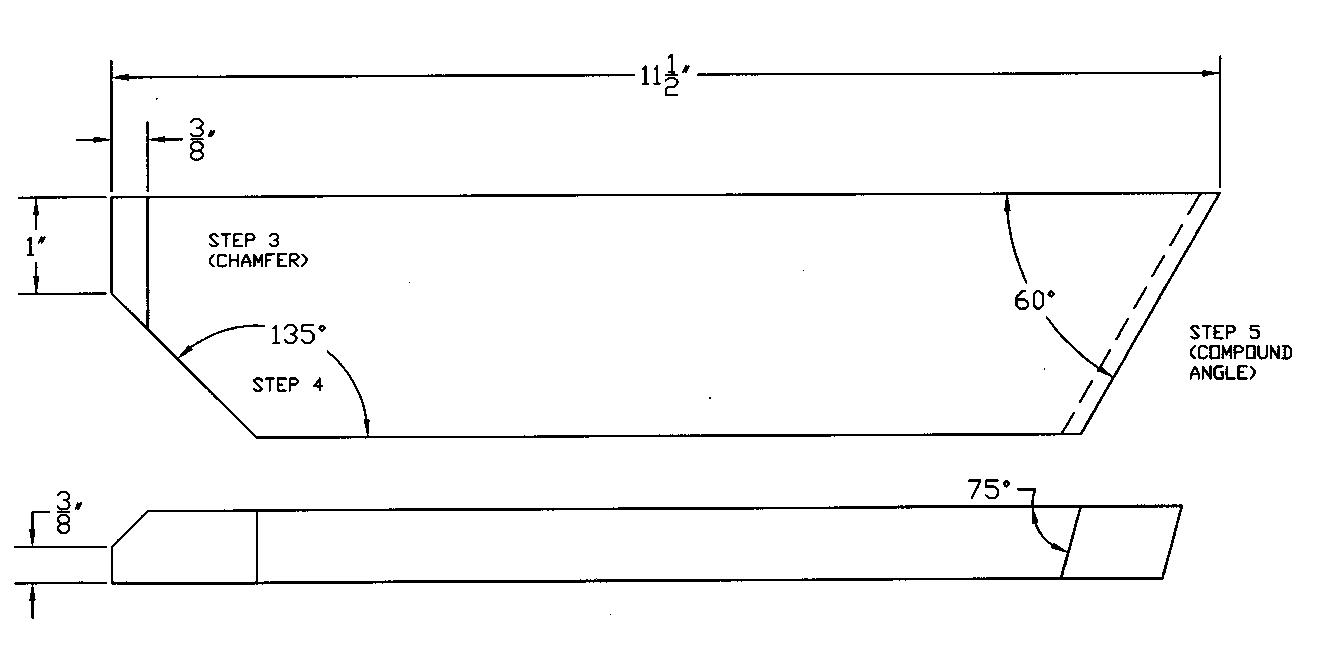 11 1/2"
3/8"
1"
STEP 3
(CHAMFER)
60°
135°
STEP 5
(COMPOUND
ANGLE)
STEP 4
3/8"
75°